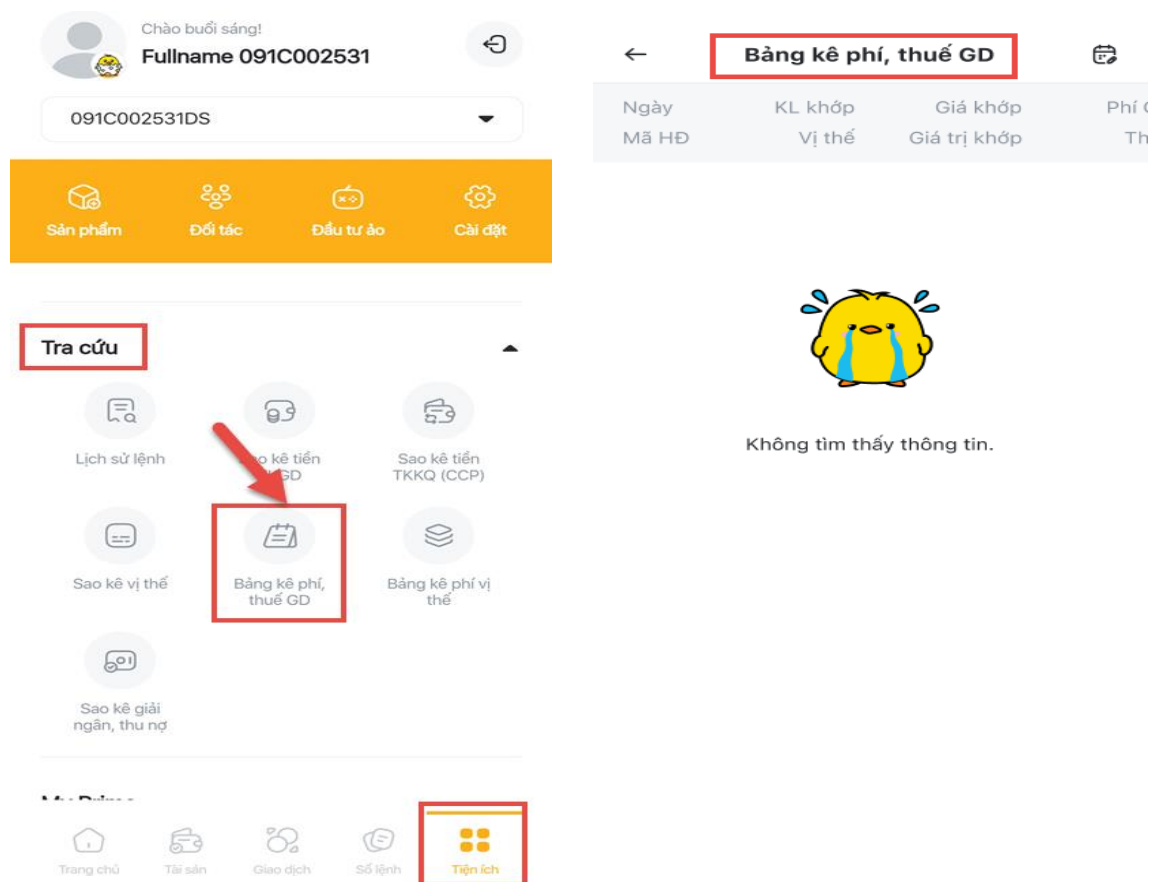 Chào buổi sáng!
Fullname 091C002531
091C002531DS
Sản phẩm
Đối tác
Đầu tư ảo
Cài đặt
Tra cứu
Lịch sử lệnh
kê tiền
GD
Sao kê tiền
TKKQ (CCP)
Sao kê vị thế
Bảng kê phí,
thuế GD
Bảng kê phí vị
thế
Sao kê giải
ngân, thu nợ
Trang chủ
Tài sản
Giao dịch
Sổ lệnh
Tiện ích
Bảng kê phí, thuế GD
Ngày
KL khớp
Giá khớp
Phí
Mã HĐ
Vị thế
Giá trị khớp
Th
Không tìm thấy thông tin.